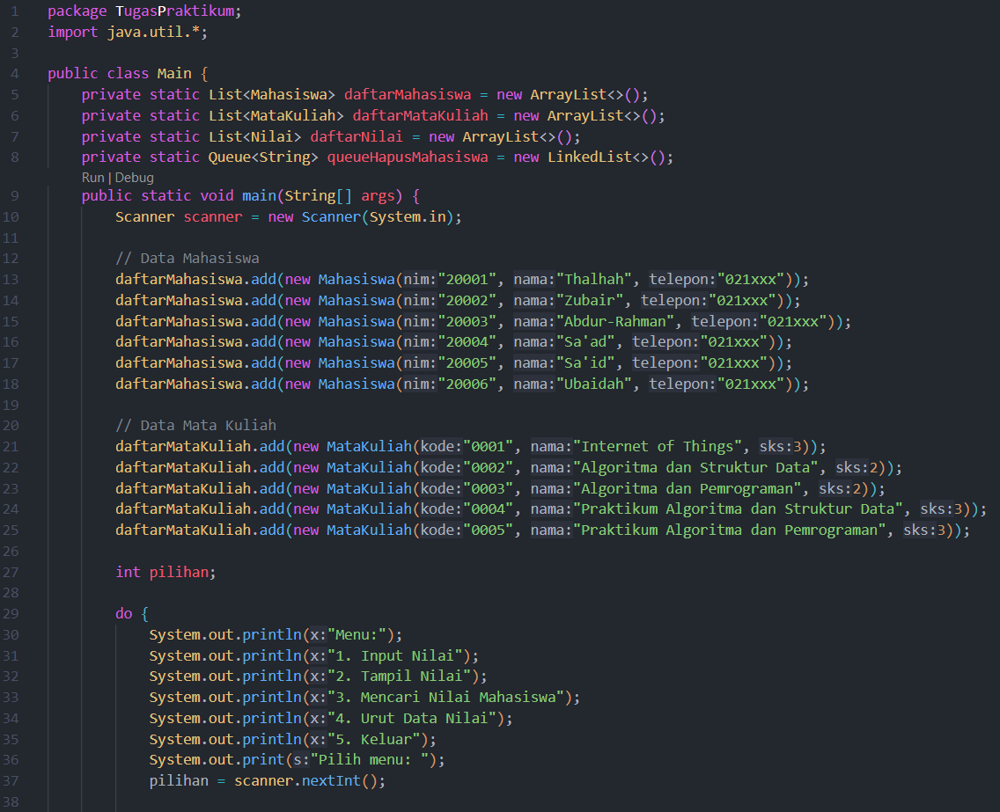 1 package TugasPraktikum;
2 import java.util.*;
3
4 public class Main {
5 private static List<Mahasiswa> daftarMahasiswa = new ArrayList<>();
6 private static List<MataKuliah> daftarMataKuliah = new ArrayList<>();
7 private static List<Nilai> daftarNilai = new ArrayList<>();
8 private static Queue<String> queueHapusMahasiswa = new LinkedList<>();
Run | Debug
9 public static void main(String[] args) {
10 Scanner scanner = new Scanner(System.in);
11
12 // Data Mahasiswa
13 daftarMahasiswa.add(new Mahasiswa(nim:"20001", nama:"Thalhah", telepon:"021xxx"));
14 daftarMahasiswa.add(new Mahasiswa(nim:"20002", nama:"Zubair", telepon:"021xxx"));
15 daftarMahasiswa.add(new Mahasiswa(nim:"20003", nama:"Abdur-Rahman", telepon:"021xxx"));
16 daftarMahasiswa.add(new Mahasiswa(nim:"20004", nama:"Sa'ad", telepon:"021xxx"));
17 daftarMahasiswa.add(new Mahasiswa(nim:"20005", nama:"Sa'id", telepon:"021xxx"));
18 daftarMahasiswa.add(new Mahasiswa(nim:"20006", nama:"Ubaidah", telepon:"021xxx"));
19
20 // Data Mata Kuliah
21 daftarMataKuliah.add(new MataKuliah(kode:"0001", nama:"Internet of Things", sks:3));
22 daftarMataKuliah.add(new MataKuliah(kode:"0002", nama:"Algoritma dan Struktur Data", sks:2));
23 daftarMataKuliah.add(new MataKuliah(kode:"0003", nama:"Algoritma dan Pemrograman", sks:2));
24 daftarMataKuliah.add(new MataKuliah(kode:"0004", nama:"Praktikum Algoritma dan Struktur Data", sks:3));
25 daftarMataKuliah.add(new MataKuliah(kode:"0005", nama:"Praktikum Algoritma dan Pemrograman", sks:3));
26
27 int pilihan;
28
29 do {
30 System.out.println(x:"Menu:");
31 System.out.println(x:"1. Input Nilai");
32 System.out.println(x:"2. Tampil Nilai");
33 System.out.println(x:"3. Mencari Nilai Mahasiswa");
34 System.out.println(x:"4. Urut Data Nilai");
35 System.out.println(x:"5. Keluar");
36 System.out.print(s:"Pilih menu: ");
37 pilihan = scanner.nextInt();
38